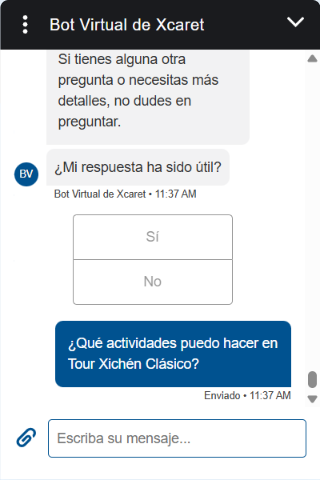 Bot Virtual de Xcaret
Si tienes alguna otra
pregunta o necesitas más
detalles, no dudes en
preguntar.
¿Mi respuesta ha sido útil?
BV
Bot Virtual de Xcaret • 11:37 AM
Sí
No
¿Qué actividades puedo hacer en
Tour Xichén Clásico?
Enviado • 11:37 AM
Escriba su mensaje...